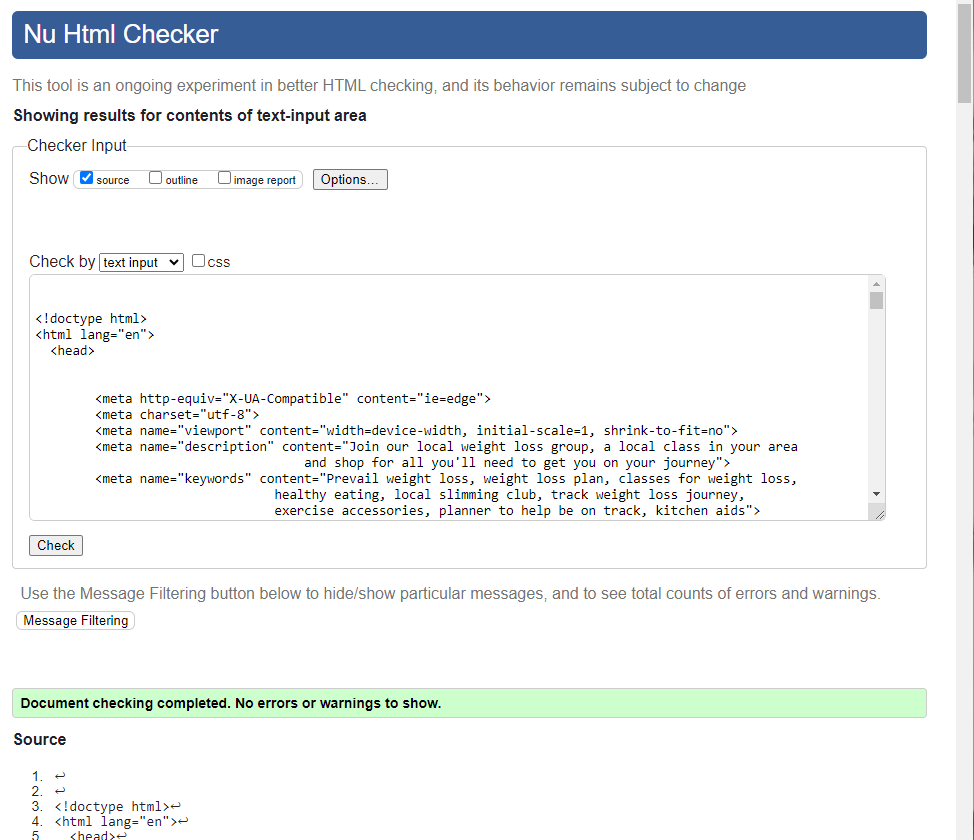 Nu Html Checker
This tool is an ongoing experiment in better HTML checking, and its behavior remains subject to change
Showing results for contents of text-input area
Checker Input
Show source outline image report Options...
Check by text input css
<!doctype html>
<html lang="en">
<head>
<meta http-equiv="X-UA-Compatible" content="ie=edge">
<meta charset="utf-8">
<meta name="viewport" content="width=device-width, initial-scale=1, shrink-to-fit=no">
<meta name="description" content="Join our local weight loss group, a local class in your area
and shop for all you'll need to get you on your journey">
<meta name="keywords" content="Prevail weight loss, weight loss plan, classes for weight loss,
healthy eating, local slimming club, track weight loss journey,
exercise accessories, planner to help be on track, kitchen aids">
Check
Use the Message Filtering button below to hide/show particular messages, and to see total counts of errors and warnings.
Message Filtering
Document checking completed. No errors or warnings to show.
Source
1. ↩
2. ↩
3. <!doctype html>↩
4. <html lang="en">↩
5. <head>↩